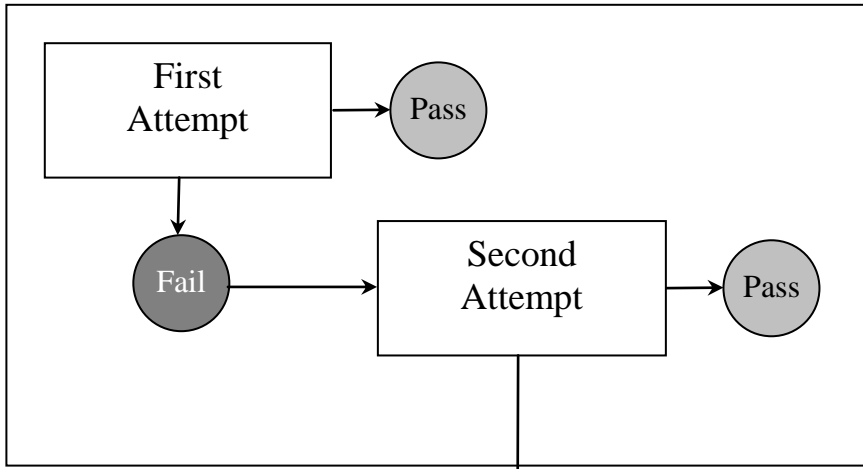 First
Attempt
Pass
Fail
Second
Attempt
Pass